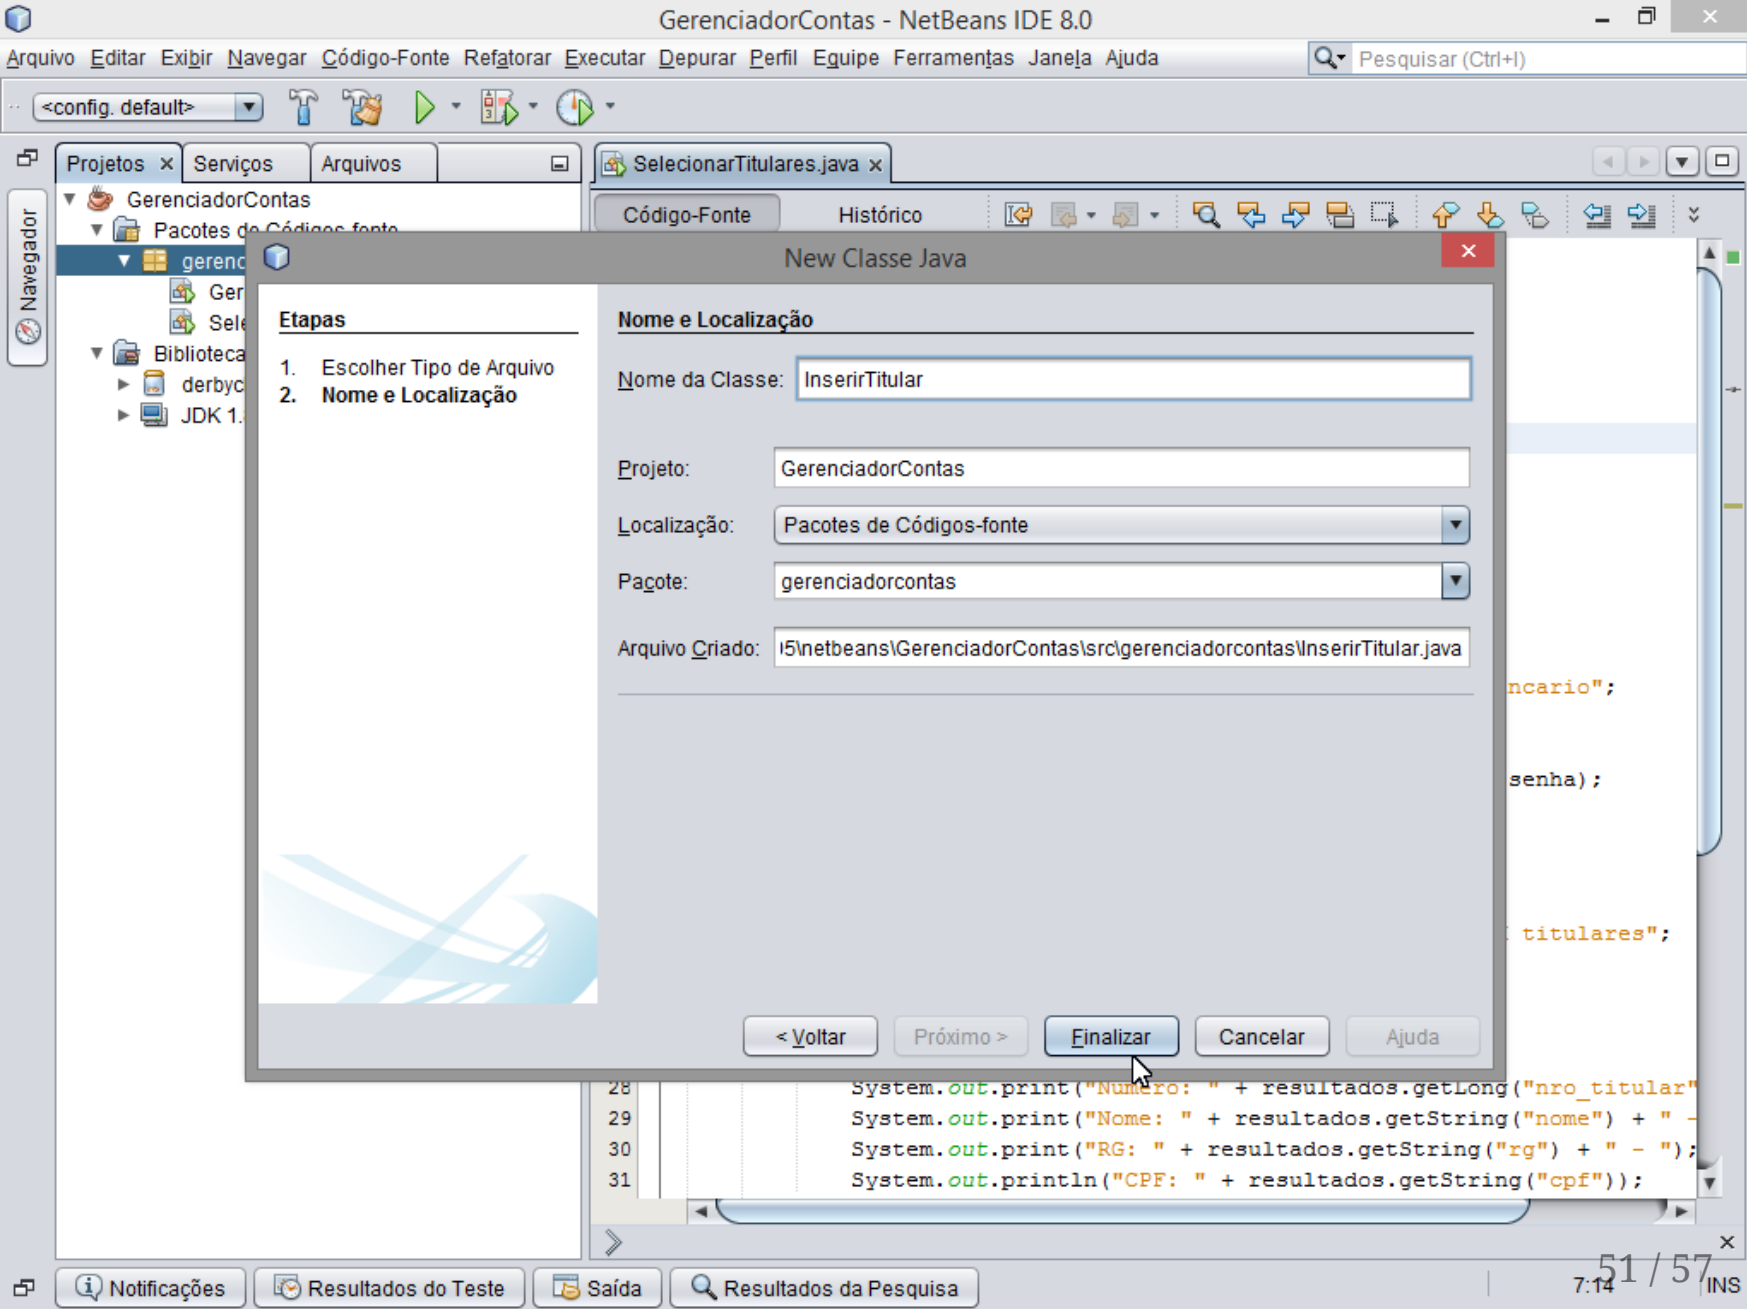 GerenciadorContas - NetBeans IDE 8.0
Arquivo Editar Exibir Navegar Código-Fonte Refatorar Executar Depurar Perfil Equipe Ferramentas Janela Ajuda
Pesquisar (Ctrl+I)
<config. default>
Projetos Serviços Arquivos
SelecionarTitulares.java
Navegador
Código-Fonte Histórico
GerenciadorContas
Pacotes de Códigos-fonte
gerenc
Ger
Sele
Biblioteca
derbyc
JDK 1.
New Classe Java
Etapas
1. Escolher Tipo de Arquivo
2. Nome e Localização
Nome e Localização
Nome da Classe: InserirTitular
Projeto: GerenciadorContas
Localização: Pacotes de Códigos-fonte
Pacote: gerenciadorcontas
Arquivo Criado: 5\netbeans\GerenciadorContas\src\gerenciadorcontas\InserirTitular.java
< Voltar Próximo > Finalizar Cancelar Ajuda
ncario";
senha);
titulares";
28 System.out.print("Numero: " + resultados.getLong("nro_titular"
29 System.out.print("Nome: " + resultados.getString("nome") + " -
30 System.out.print("RG: " + resultados.getString("rg") + " - ");
31 System.out.println("CPF: " + resultados.getString("cpf"));
Notificações Resultados do Teste Saída Resultados da Pesquisa
7:14 INS
51 / 57